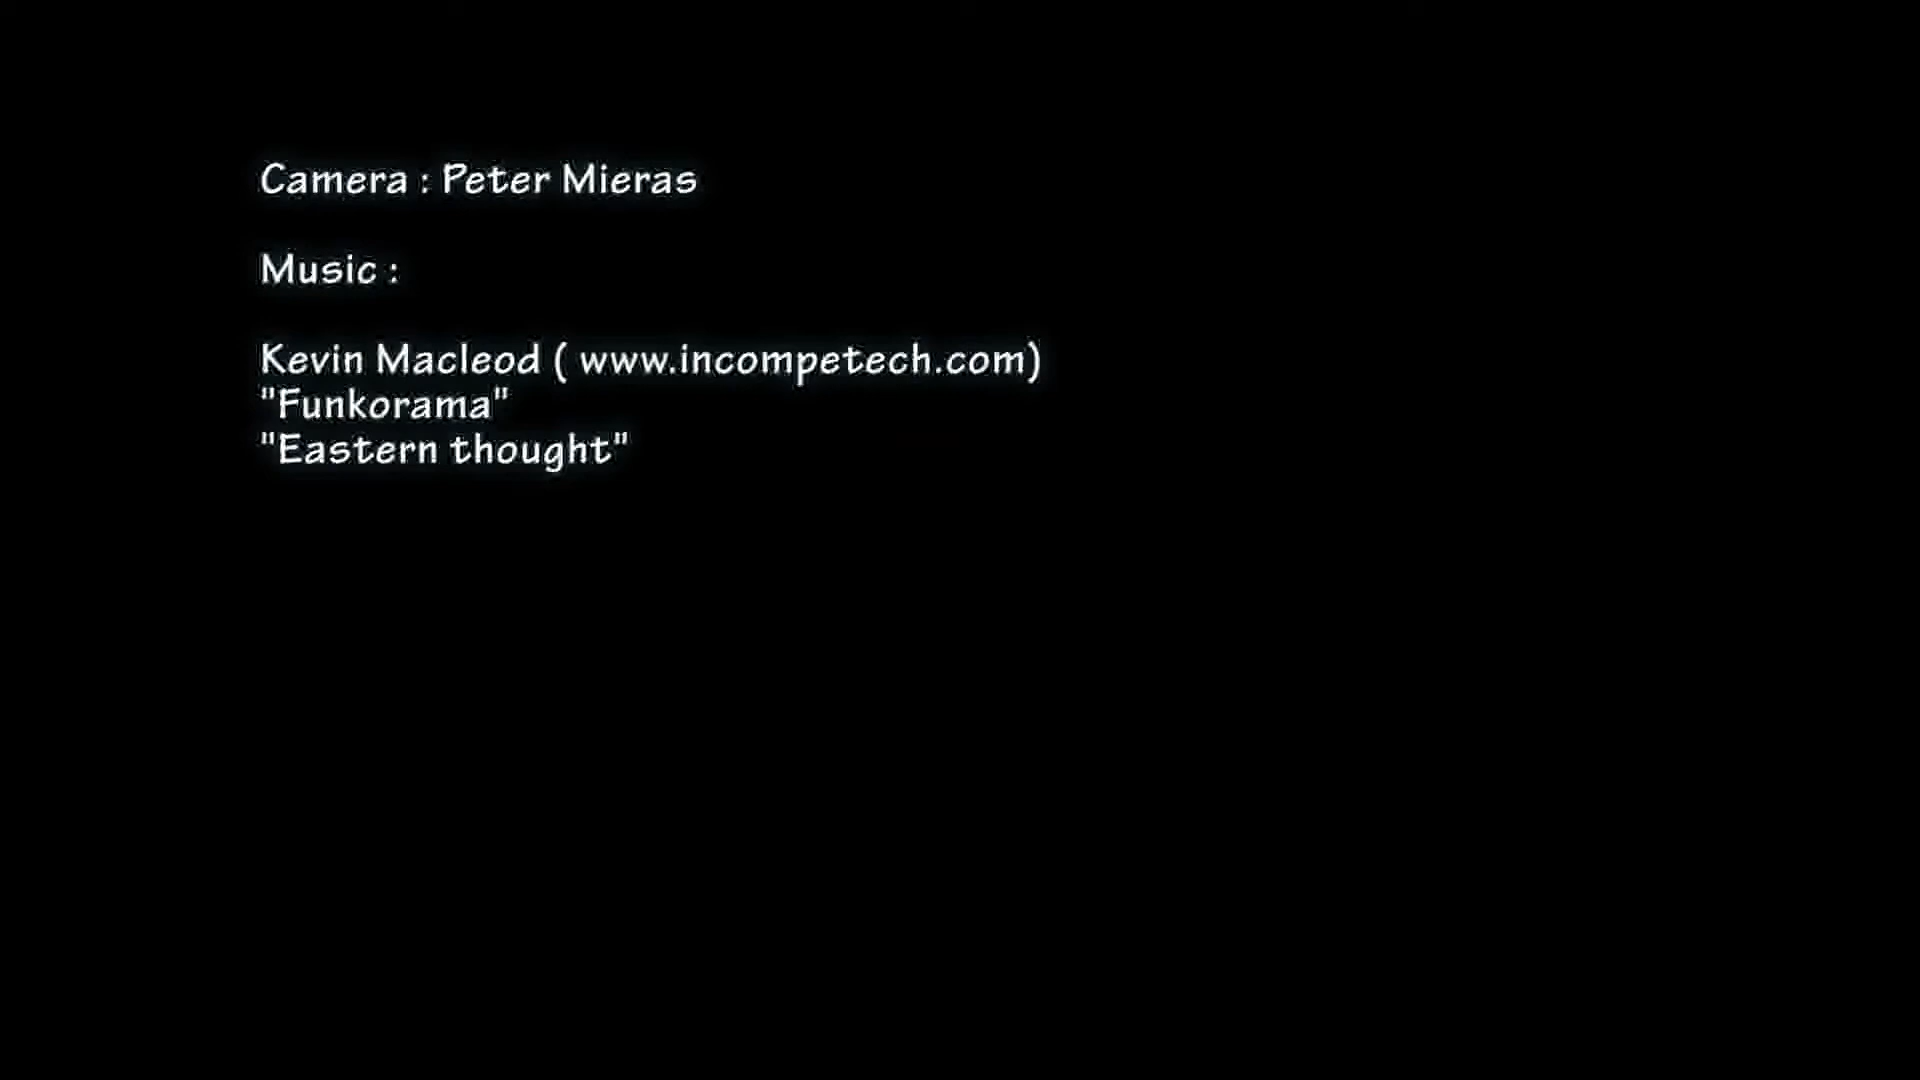 Camera : Peter Mieras
Music :
Kevin Macleod ( www.incompetech.com)
"Funkorama"
"Eastern thought"